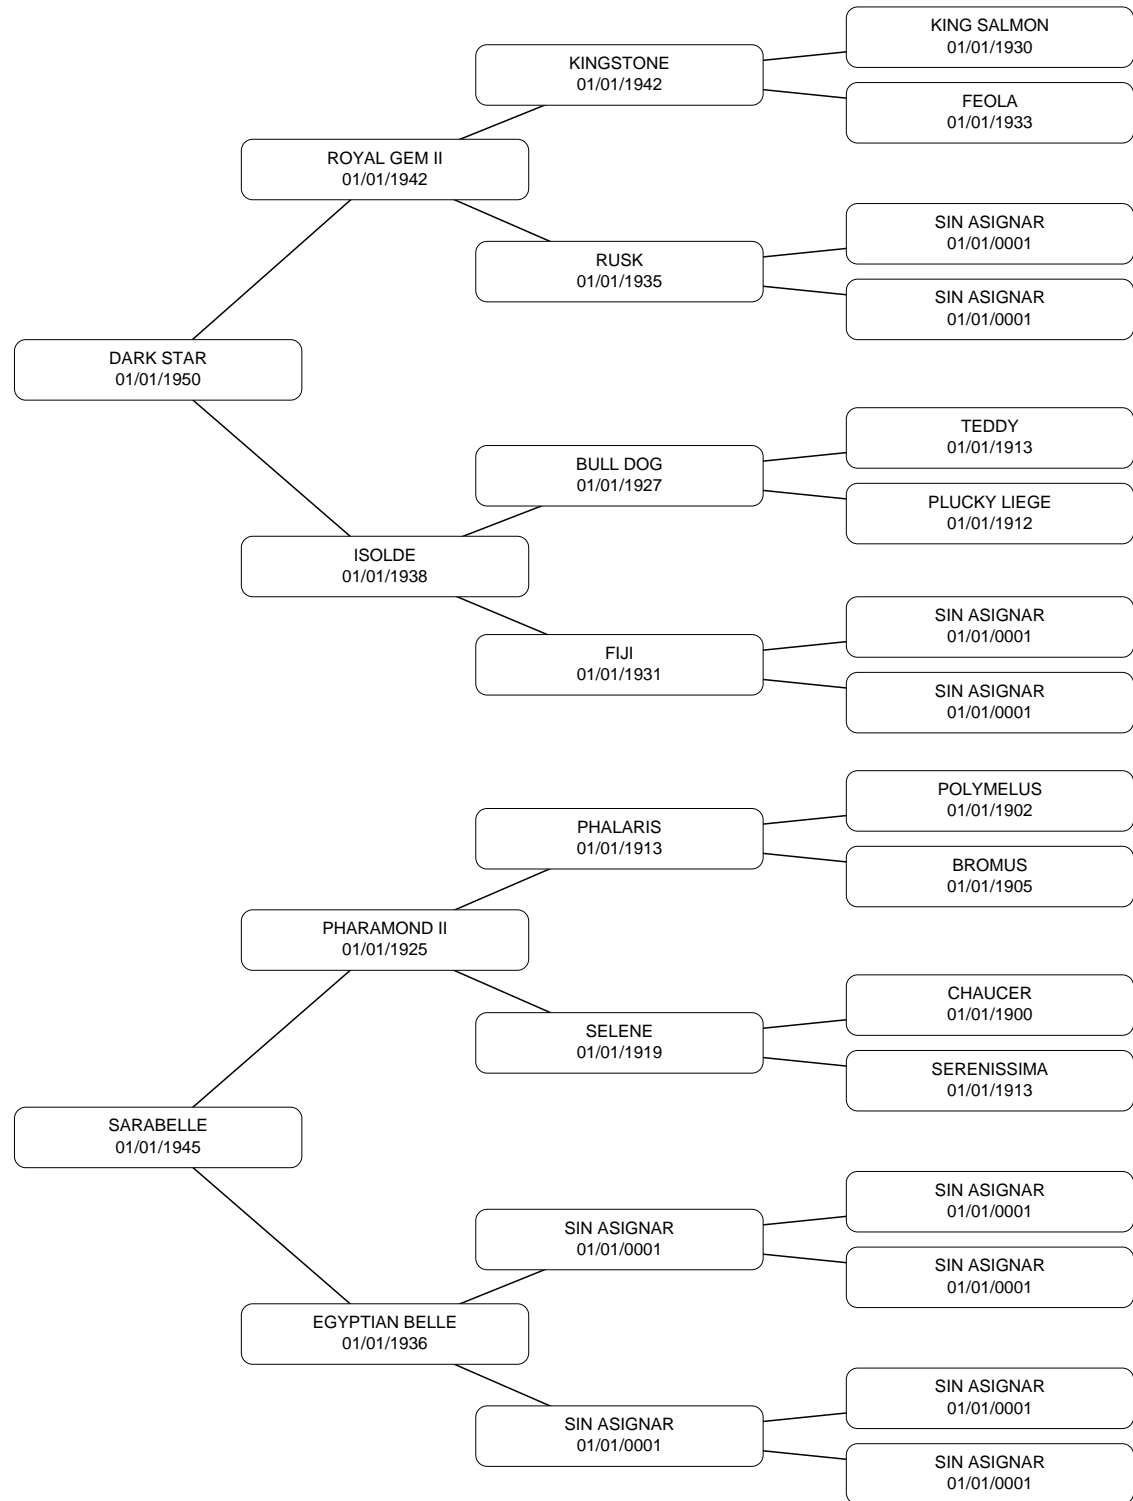 KING SALMON
01/01/1930
KINGSTONE
01/01/1942
FEOLA
01/01/1933
ROYAL GEM II
01/01/1942
SIN ASIGNAR
01/01/0001
RUSK
01/01/1935
SIN ASIGNAR
01/01/0001
DARK STAR
01/01/1950
TEDDY
01/01/1913
BULL DOG
01/01/1927
PLUCKY LIEGE
01/01/1912
ISOLDE
01/01/1938
SIN ASIGNAR
01/01/0001
FIJI
01/01/1931
SIN ASIGNAR
01/01/0001
POLYMELUS
01/01/1902
PHALARIS
01/01/1913
BROMUS
01/01/1905
PHARAMOND II
01/01/1925
CHAUCER
01/01/1900
SELENE
01/01/1919
SERENISSIMA
01/01/1913
SARABELLE
01/01/1945
SIN ASIGNAR
01/01/0001
SIN ASIGNAR
01/01/0001
SIN ASIGNAR
01/01/0001
EGYPTIAN BELLE
01/01/1936
SIN ASIGNAR
01/01/0001
SIN ASIGNAR
01/01/0001
SIN ASIGNAR
01/01/0001